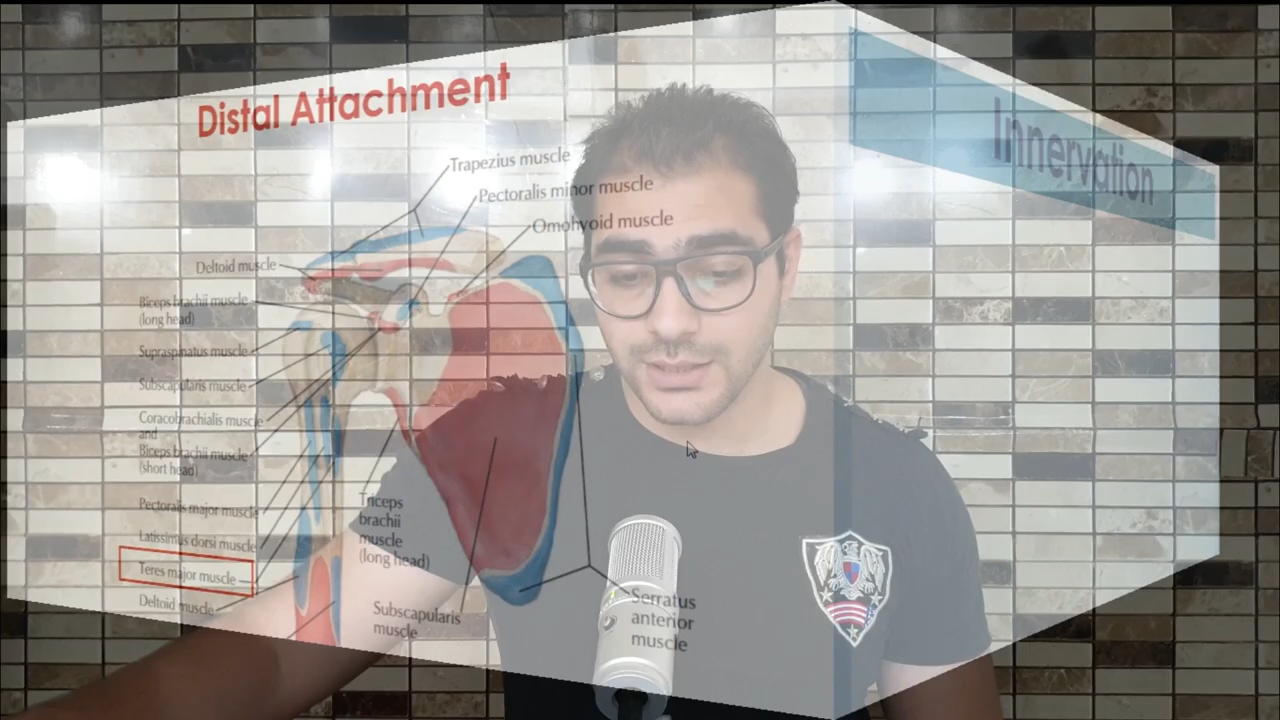 Distal Attachment
Innervation
Trapezius muscle
Pectoralis minor muscle
Omohyoid muscle
Deltoid muscle
Biceps brachii muscle
(long head)
Supraspinatus muscle
Subscapularis muscle
Coracobrachialis muscle
and
Biceps brachii muscle
(short head)
Pectoralis major muscle
Latissimus dorsi muscle
Teres major muscle
Deltoid muscle
Triceps
brachii
muscle
(long head)
Subscapularis
muscle
Serratus
anterior
muscle